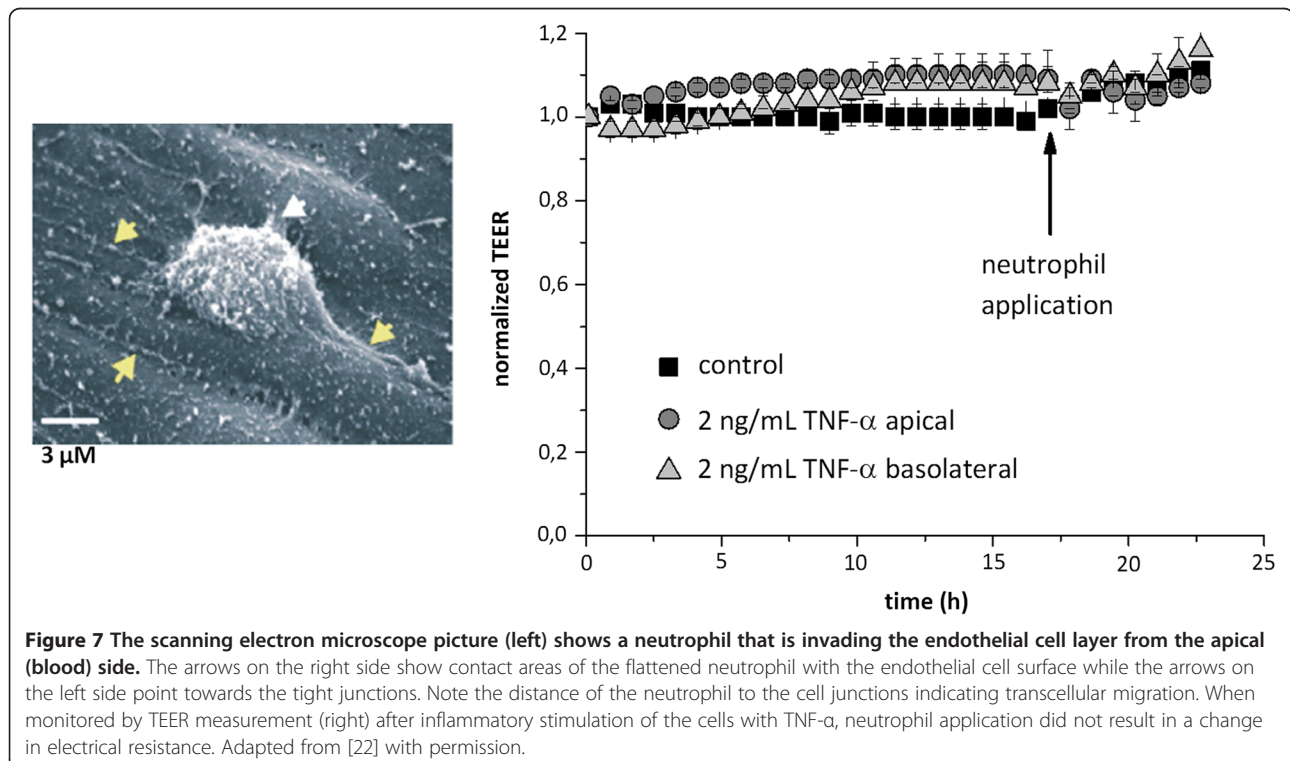 3 µM
normalized TEER
1,2
1,0
0,8
0,6
0,4
0,2
0,0
neutrophil
application
control
2 ng/mL TNF-α apical
2 ng/mL TNF-α basolateral
0
5
10
15
20
25
time (h)
Figure 7 The scanning electron microscope picture (left) shows a neutrophil that is invading the endothelial cell layer from the apical
(blood) side. The arrows on the right side show contact areas of the flattened neutrophil with the endothelial cell surface while the arrows on
the left side point towards the tight junctions. Note the distance of the neutrophil to the cell junctions indicating transcellular migration. When
monitored by TEER measurement (right) after inflammatory stimulation of the cells with TNF-α, neutrophil application did not result in a change
in electrical resistance. Adapted from [22] with permission.